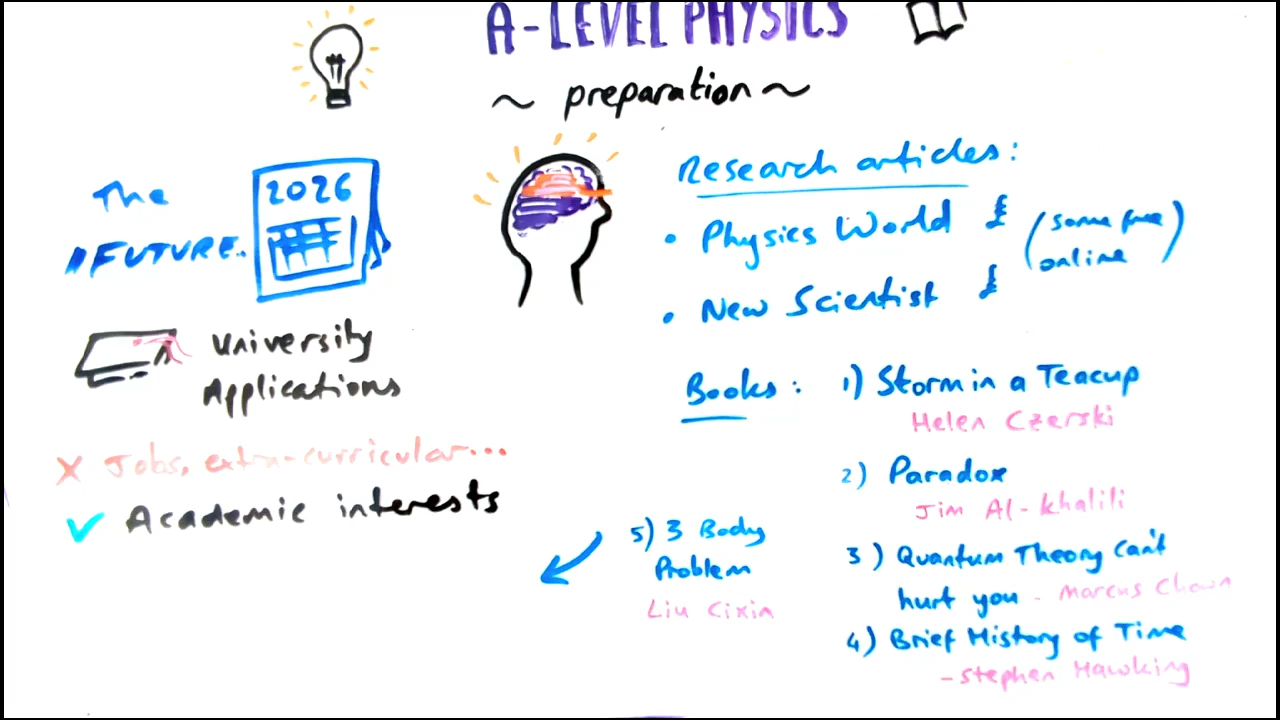 A-LEVEL PHYSICS
~ preparation ~
The
FUTURE..
2026
University
Applications
X Jobs, extra-curricular...
✓ Academic interests
Research articles:
• Physics World £
(some free
online)
• New Scientist £
Books:
1) Storm in a Teacup
Helen Czerski
2) Paradox
Jim Al-Khalili
3) Quantum Theory Can't
hurt you - Marcus Chown
4) Brief History of Time
- Stephen Hawking
5) 3 Body
Problem
Liu Cixin